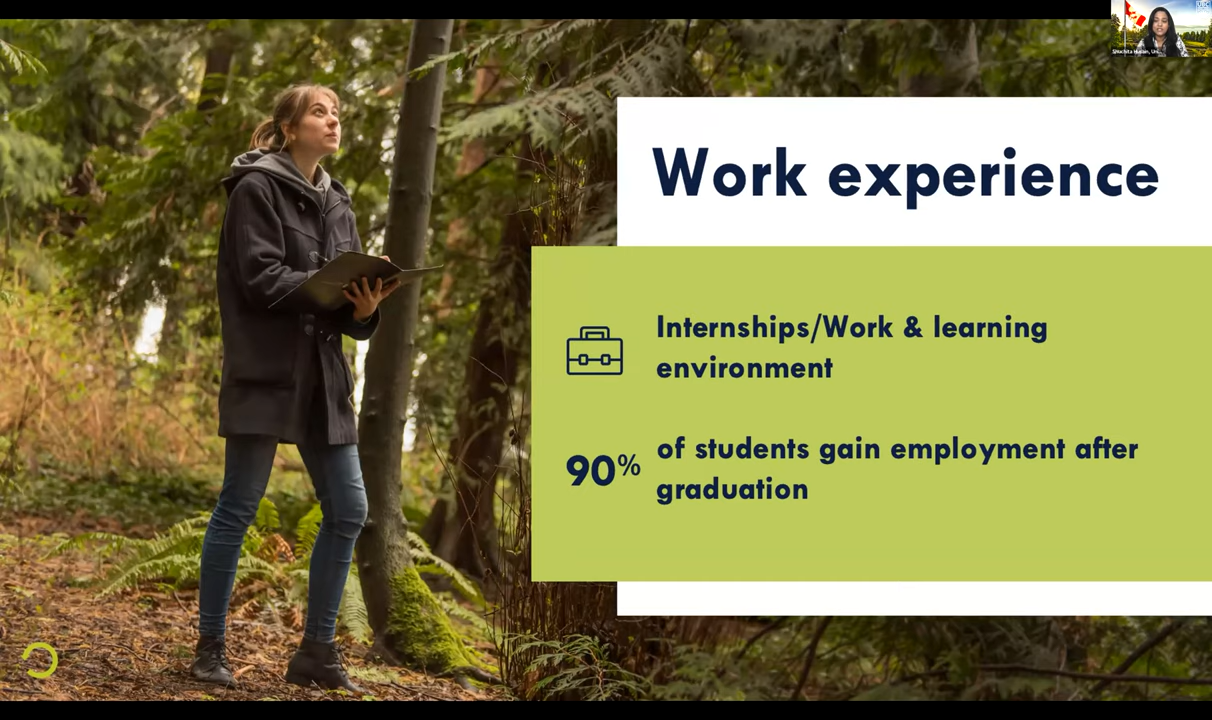 Work experience
Internships/Work & learning
environment
90%
of students gain employment after
graduation